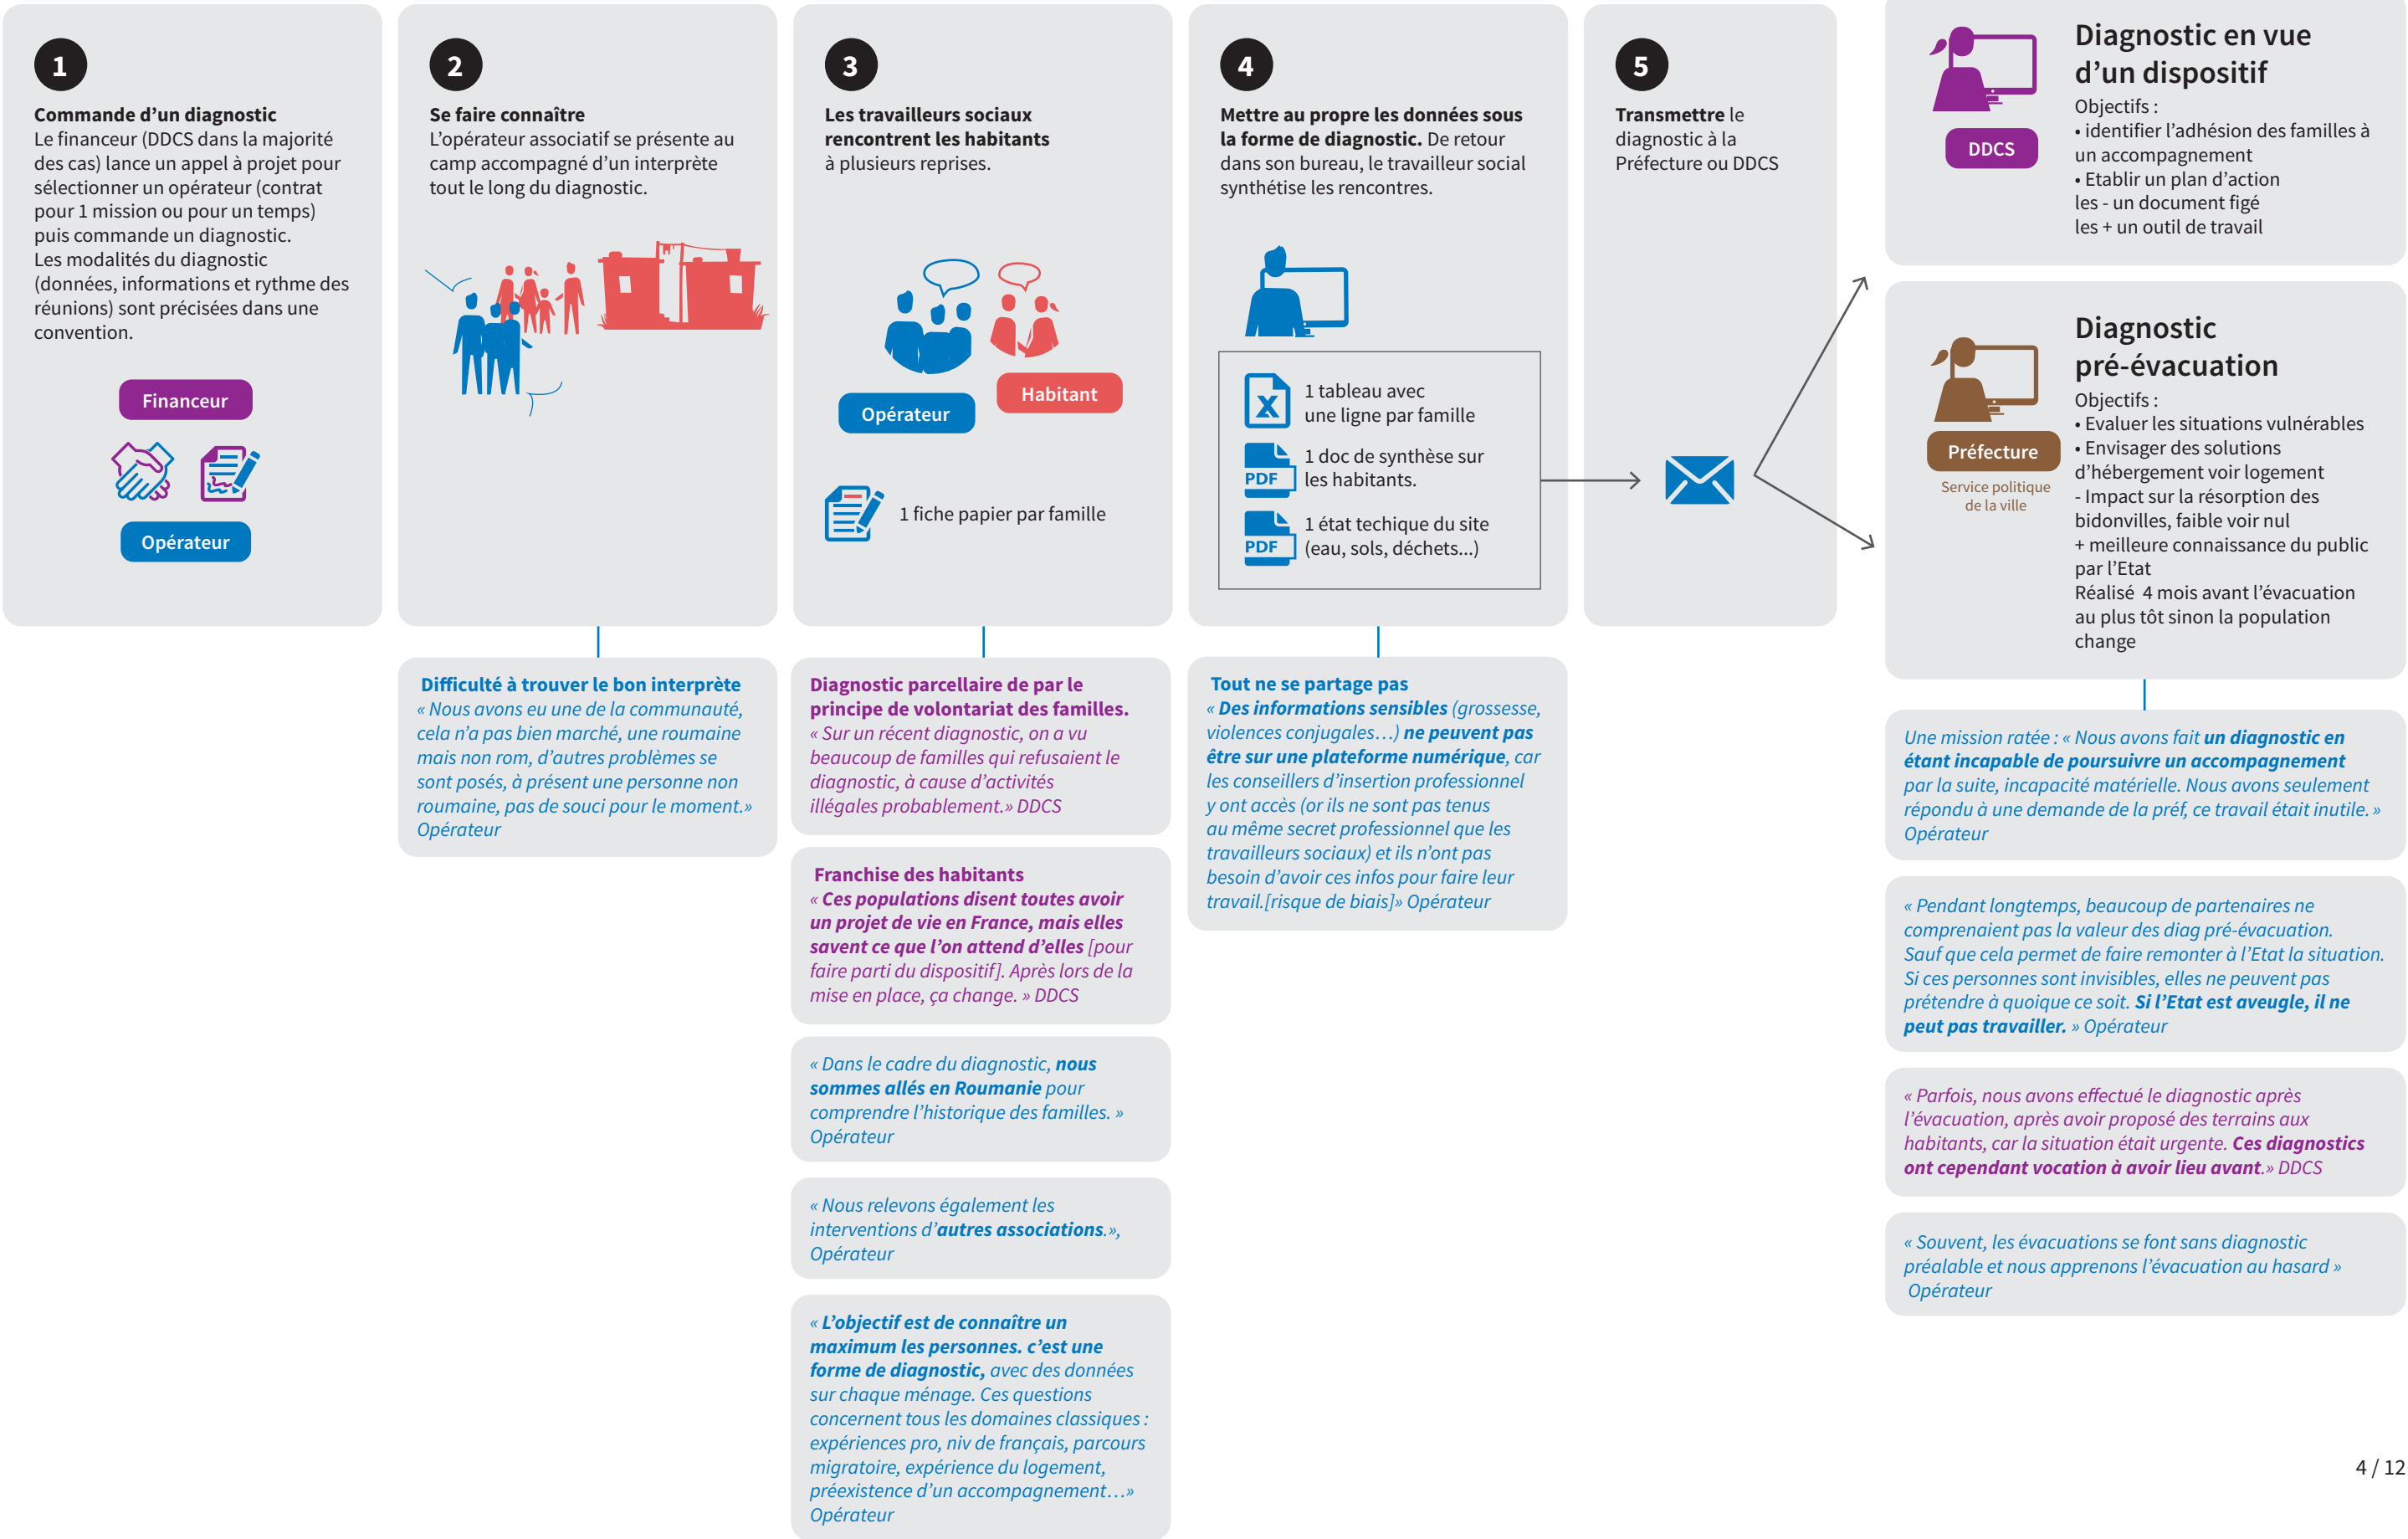 1
Commande d’un diagnostic
Le financeur (DDCS dans la majorité
des cas) lance un appel à projet pour
sélectionner un opérateur (contrat
pour 1 mission ou pour un temps)
puis commande un diagnostic.
Les modalités du diagnostic
(données, informations et rythme des
réunions) sont précisées dans une
convention.
Financeur
Opérateur
2
Se faire connaître
L’opérateur associatif se présente au
camp accompagné d’un interprète
tout le long du diagnostic.
Difficulté à trouver le bon interprète
« Nous avons eu une de la communauté,
cela n’a pas bien marché, une roumaine
mais non rom, d’autres problèmes se
sont posés, à présent une personne non
roumaine, pas de souci pour le moment.»
Opérateur
3
Les travailleurs sociaux
rencontrent les habitants
à plusieurs reprises.
Opérateur
Habitant
1 fiche papier par famille
Diagnostic parcellaire de par le
principe de volontariat des familles.
« Sur un récent diagnostic, on a vu
beaucoup de familles qui refusaient le
diagnostic, à cause d’activités
illégales probablement.» DDCS
Franchise des habitants
« Ces populations disent toutes avoir
un projet de vie en France, mais elles
savent ce que l’on attend d’elles [pour
faire parti du dispositif]. Après lors de la
mise en place, ça change. » DDCS
« Dans le cadre du diagnostic, nous
sommes allés en Roumanie pour
comprendre l’historique des familles. »
Opérateur
« Nous relevons également les
interventions d’autres associations.»,
Opérateur
« L’objectif est de connaître un
maximum les personnes. c’est une
forme de diagnostic, avec des données
sur chaque ménage. Ces questions
concernent tous les domaines classiques :
expériences pro, niv de français, parcours
migratoire, expérience du logement,
préexistence d’un accompagnement…»
Opérateur
4
Mettre au propre les données sous
la forme de diagnostic. De retour
dans son bureau, le travailleur social
synthétise les rencontres.
X
1 tableau avec
une ligne par famille
PDF
1 doc de synthèse sur
les habitants.
PDF
1 état techique du site
(eau, sols, déchets...)
Tout ne se partage pas
« Des informations sensibles (grossesse,
violences conjugales…) ne peuvent pas
être sur une plateforme numérique, car
les conseillers d’insertion professionnel
y ont accès (or ils ne sont pas tenus
au même secret professionnel que les
travailleurs sociaux) et ils n’ont pas
besoin d’avoir ces infos pour faire leur
travail.[risque de biais]» Opérateur
5
Transmettre le
diagnostic à la
Préfecture ou DDCS
DDCS
Diagnostic en vue
d’un dispositif
Objectifs :
• identifier l’adhésion des familles à
un accompagnement
• Etablir un plan d’action
les - un document figé
les + un outil de travail
Préfecture
Service politique
de la ville
Diagnostic
pré-évacuation
Objectifs :
• Evaluer les situations vulnérables
• Envisager des solutions
d’hébergement voir logement
- Impact sur la résorption des
bidonvilles, faible voir nul
+ meilleure connaissance du public
par l’Etat
Réalisé 4 mois avant l’évacuation
au plus tôt sinon la population
change
Une mission ratée : « Nous avons fait un diagnostic en
étant incapable de poursuivre un accompagnement
par la suite, incapacité matérielle. Nous avons seulement
répondu à une demande de la préf, ce travail était inutile. »
Opérateur
« Pendant longtemps, beaucoup de partenaires ne
comprenaient pas la valeur des diag pré-évacuation.
Sauf que cela permet de faire remonter à l’Etat la situation.
Si ces personnes sont invisibles, elles ne peuvent pas
prétendre à quoique ce soit. Si l’Etat est aveugle, il ne
peut pas travailler. » Opérateur
« Parfois, nous avons effectué le diagnostic après
l’évacuation, après avoir proposé des terrains aux
habitants, car la situation était urgente. Ces diagnostics
ont cependant vocation à avoir lieu avant.» DDCS
« Souvent, les évacuations se font sans diagnostic
préalable et nous apprenons l’évacuation au hasard »
Opérateur
4 / 12